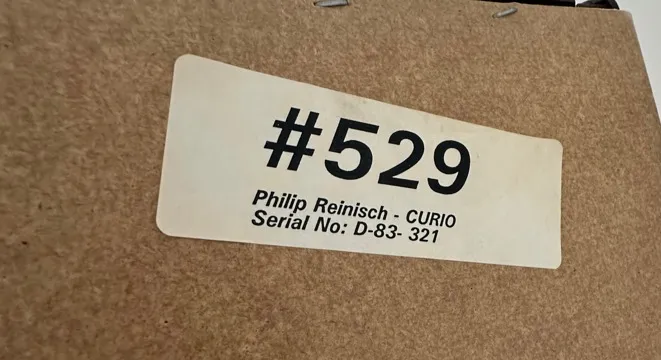 #529
Philip Reinisch - CURIO
Serial No: D-83- 321